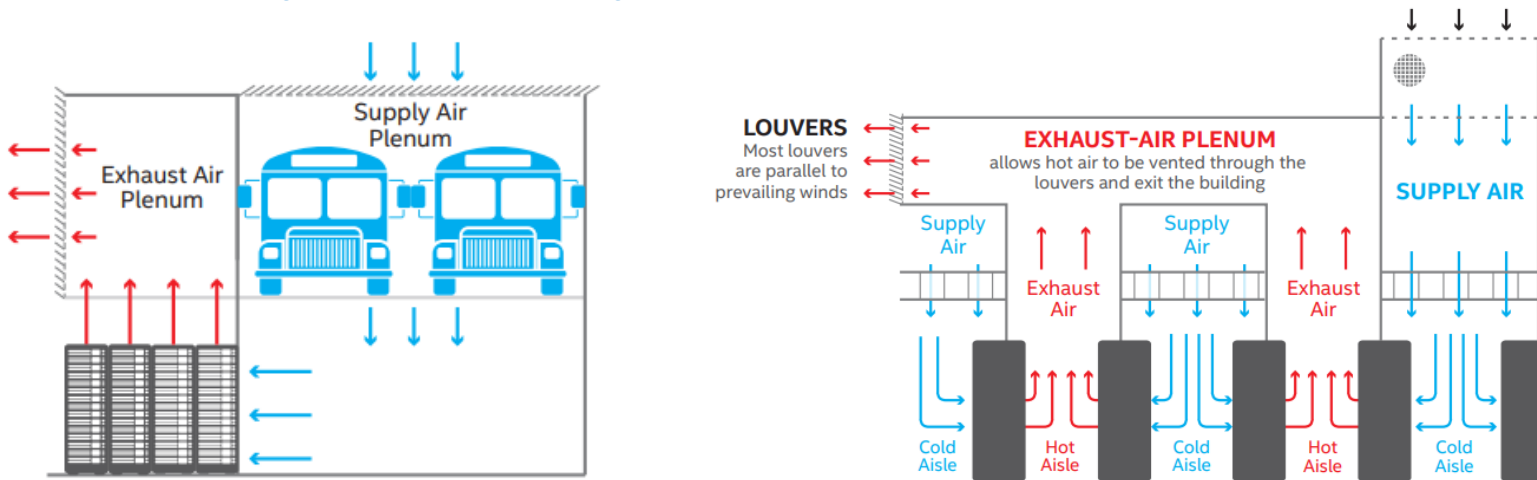 Supply Air
Plenum
Exhaust Air
Plenum
LOUVERS
Most louvers
are parallel to
prevailing winds
EXHAUST-AIR PLENUM
allows hot air to be vented through the
louvers and exit the building
SUPPLY AIR
Supply
Air
Supply
Air
Exhaust
Air
Exhaust
Air
Cold
Aisle
Hot
Aisle
Cold
Aisle
Hot
Aisle
Cold
Aisle